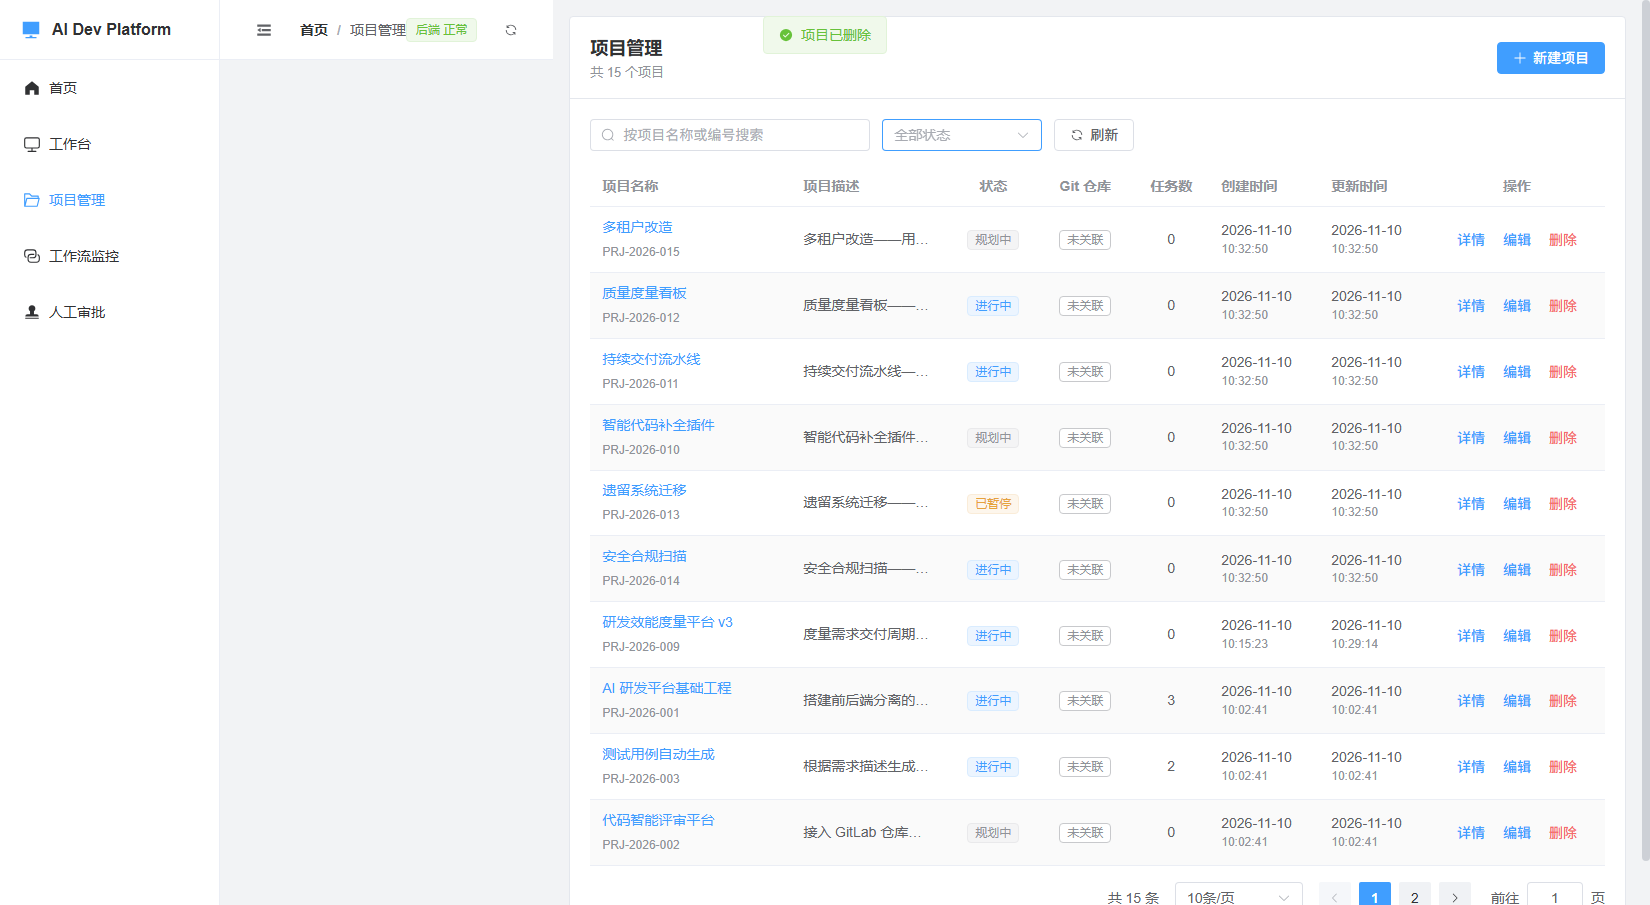 AI Dev Platform
首页 / 项目管理 后端 正常
项目已删除
首页
工作台
项目管理
工作流监控
人工审批
项目管理
共 15 个项目
新建项目
按项目名称或编号搜索 全部状态 刷新
项目名称 项目描述 状态 Git 仓库 任务数 创建时间 更新时间 操作
多租户改造
PRJ-2026-015
多租户改造——用... 规划中 未关联 0 2026-11-10 10:32:50 2026-11-10 10:32:50 详情 编辑 删除
质量度量看板
PRJ-2026-012
质量度量看板——... 进行中 未关联 0 2026-11-10 10:32:50 2026-11-10 10:32:50 详情 编辑 删除
持续交付流水线
PRJ-2026-011
持续交付流水线—... 进行中 未关联 0 2026-11-10 10:32:50 2026-11-10 10:32:50 详情 编辑 删除
智能代码补全插件
PRJ-2026-010
智能代码补全插件... 规划中 未关联 0 2026-11-10 10:32:50 2026-11-10 10:32:50 详情 编辑 删除
遗留系统迁移
PRJ-2026-013
遗留系统迁移——... 已暂停 未关联 0 2026-11-10 10:32:50 2026-11-10 10:32:50 详情 编辑 删除
安全合规扫描
PRJ-2026-014
安全合规扫描——... 进行中 未关联 0 2026-11-10 10:32:50 2026-11-10 10:32:50 详情 编辑 删除
研发效能度量平台 v3
PRJ-2026-009
度量需求交付周期... 进行中 未关联 0 2026-11-10 10:15:23 2026-11-10 10:29:14 详情 编辑 删除
AI 研发平台基础工程
PRJ-2026-001
搭建前后端分离的... 进行中 未关联 3 2026-11-10 10:02:41 2026-11-10 10:02:41 详情 编辑 删除
测试用例自动生成
PRJ-2026-003
根据需求描述生成... 进行中 未关联 2 2026-11-10 10:02:41 2026-11-10 10:02:41 详情 编辑 删除
代码智能评审平台
PRJ-2026-002
接入 GitLab 仓库... 规划中 未关联 0 2026-11-10 10:02:41 2026-11-10 10:02:41 详情 编辑 删除
共 15 条 10条/页 1 2 前往 1 页